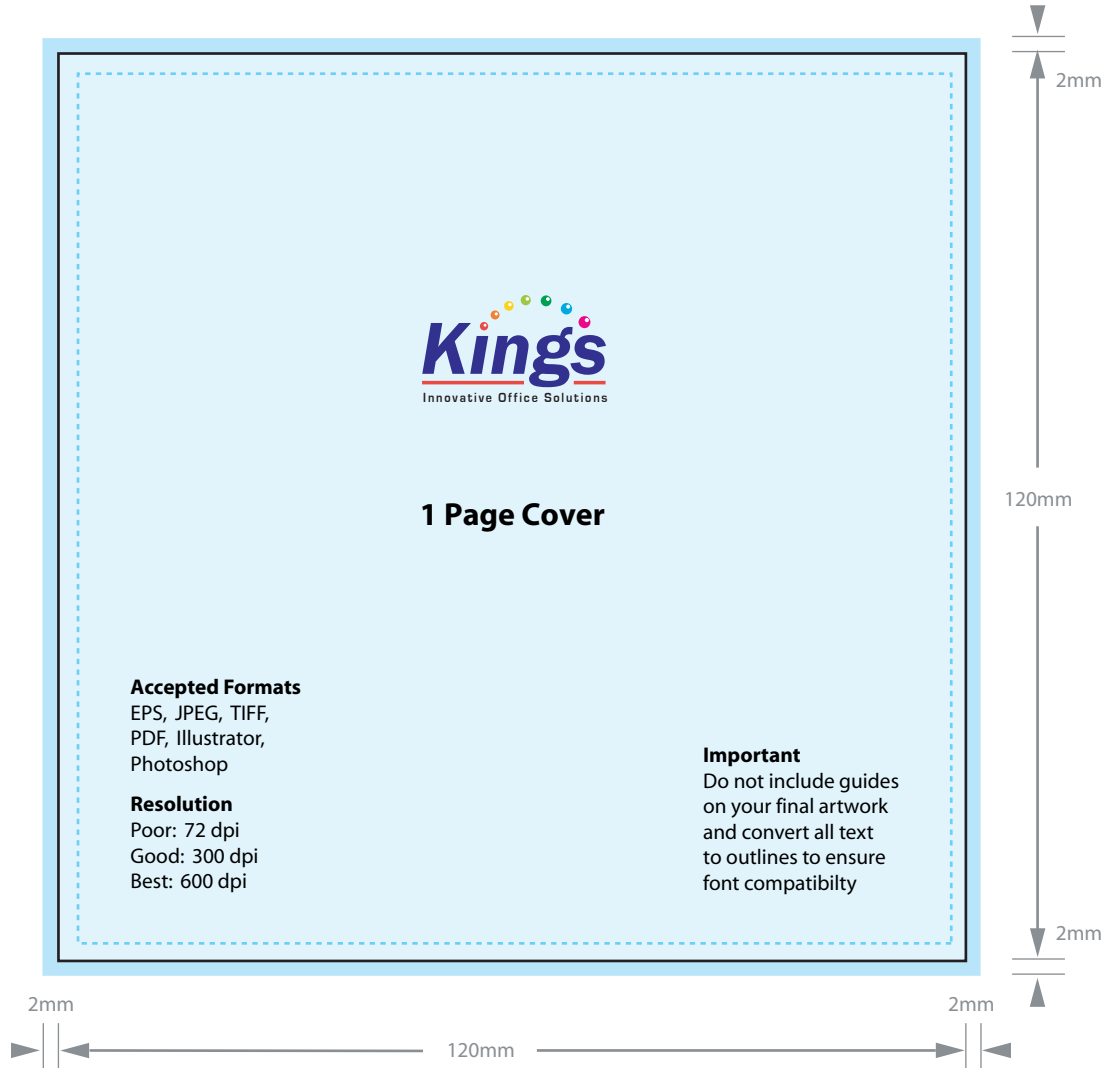 2mm
Kings
Innovative Office Solutions
120mm
1 Page Cover
Accepted Formats
EPS, JPEG, TIFF,
PDF, Illustrator,
Photoshop
Resolution
Poor: 72 dpi
Good: 300 dpi
Best: 600 dpi
Important
Do not include guides
on your final artwork
and convert all text
to outlines to ensure
font compatibilty
2mm
2mm
2mm
120mm